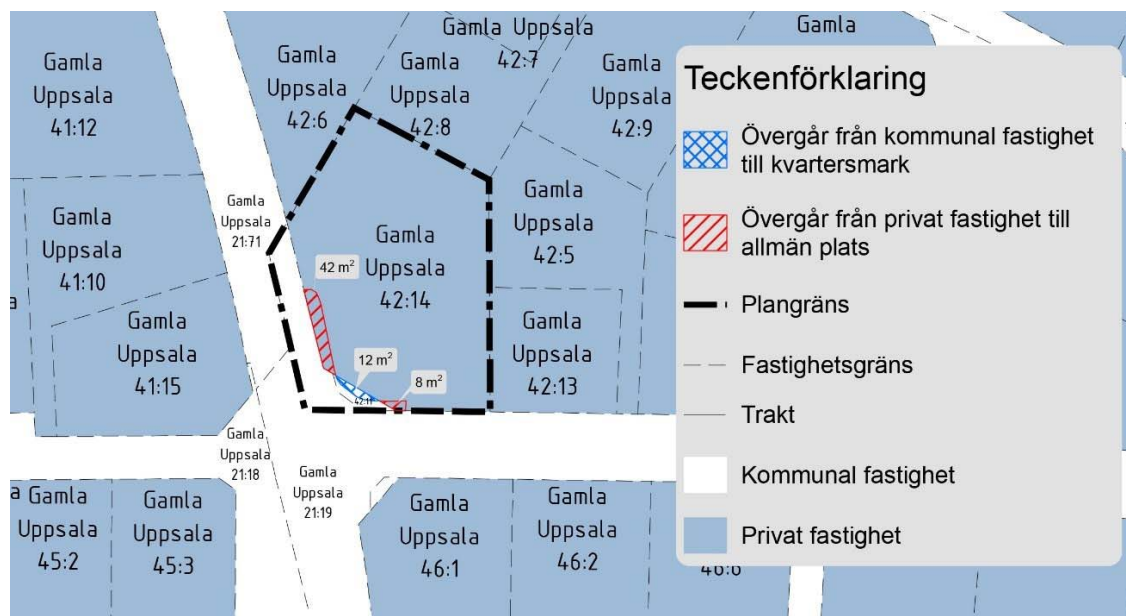 Gamla
Uppsala
41:12
Gamla
Uppsala
42:6
Gamla Uppsala
42:7
Gamla
Uppsala
42:8
Gamla
Uppsala
42:9
Gamla
Gamla
Uppsala
41:10
Gamla
Uppsala
21:71
Gamla
Uppsala
42:14
Gamla
Uppsala
42:5
a
Gamla
Uppsala
41:15
42 m²
12 m²
8 m²
42:11
Gamla
Uppsala
42:13
Gamla
Uppsala
21:18
Gamla
Uppsala
21:19
a Gamla
Uppsala
45:2
Gamla
Uppsala
45:3
Gamla
Uppsala
46:1
Gamla
Uppsala
46:2
Teckenförklaring
Övergår från kommunal fastighet
till kvartersmark
Övergår från privat fastighet till
allmän plats
Plangräns
Fastighetsgräns
Trakt
Kommunal fastighet
Privat fastighet